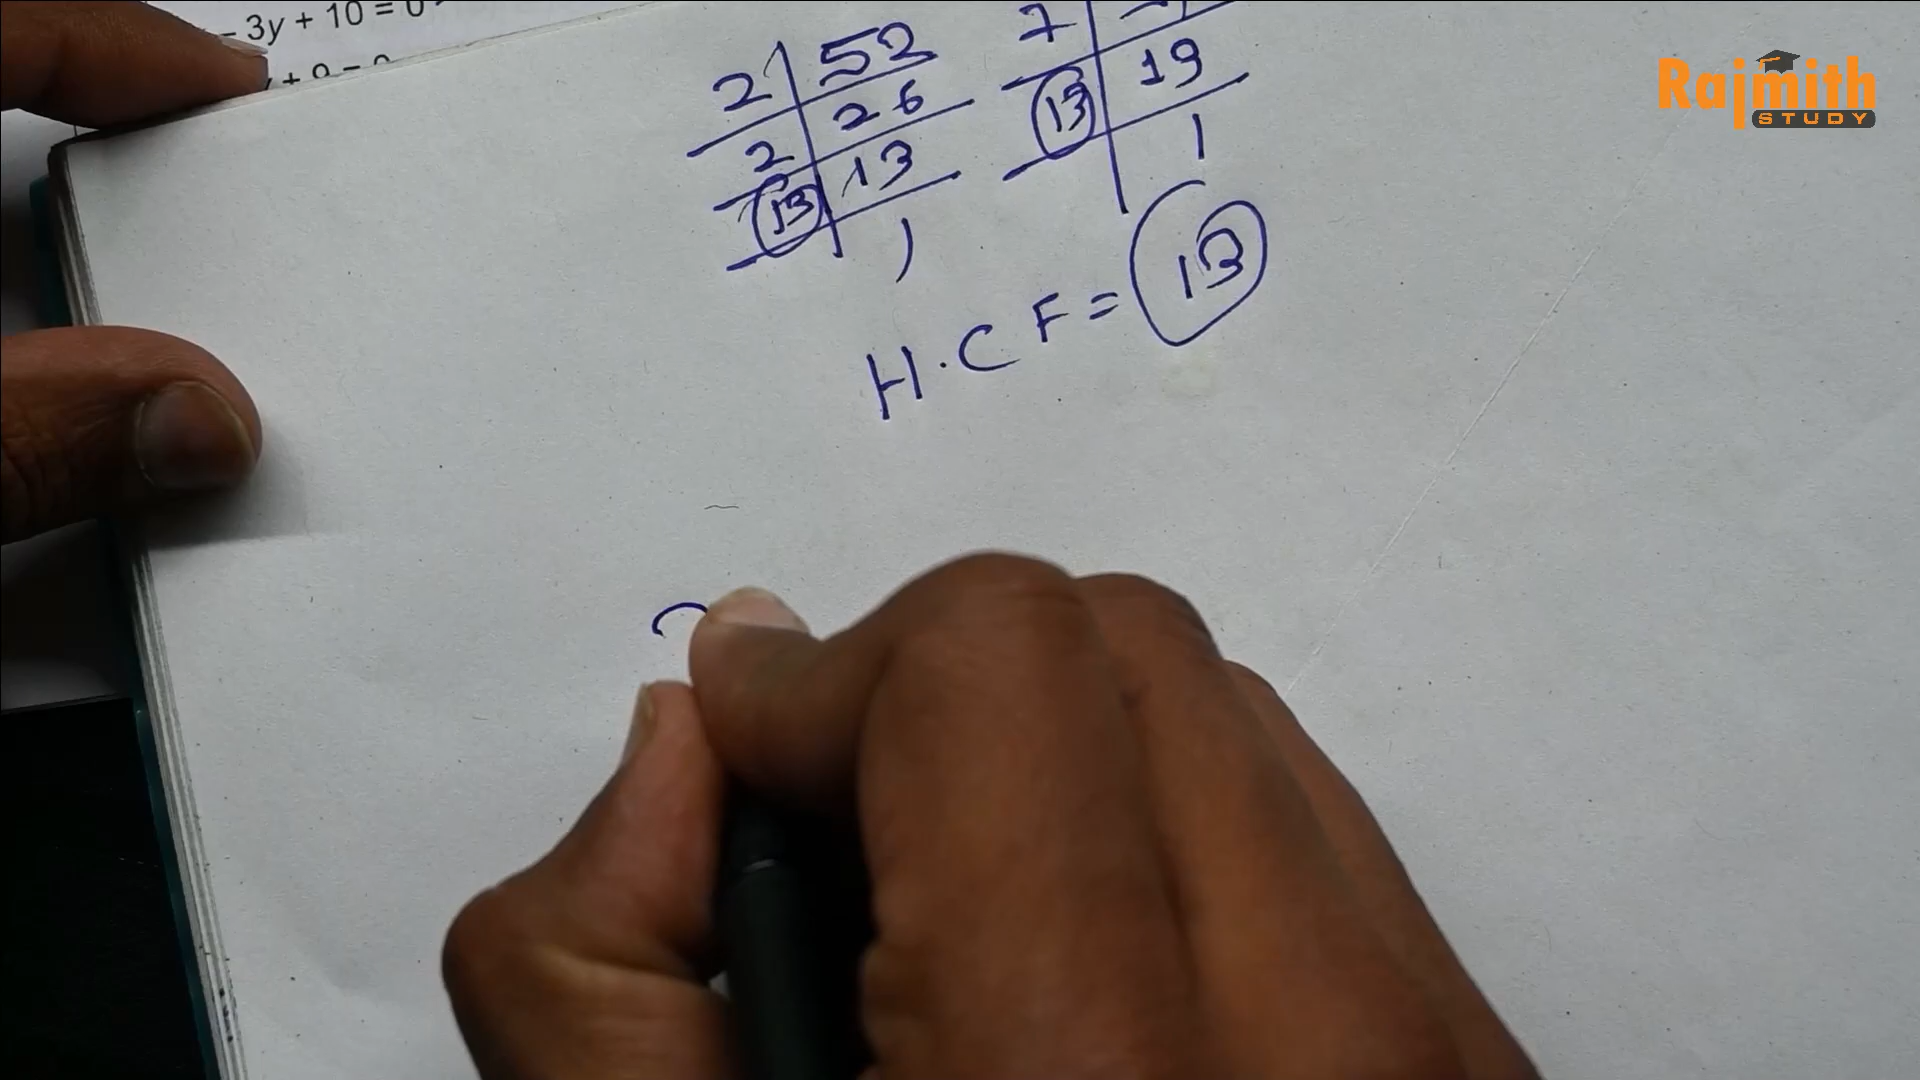 - 3y + 10 = 0
Rajmith
STUDY
2 52
2 26
13 13
1
7
13 19
1
H.C F = 13